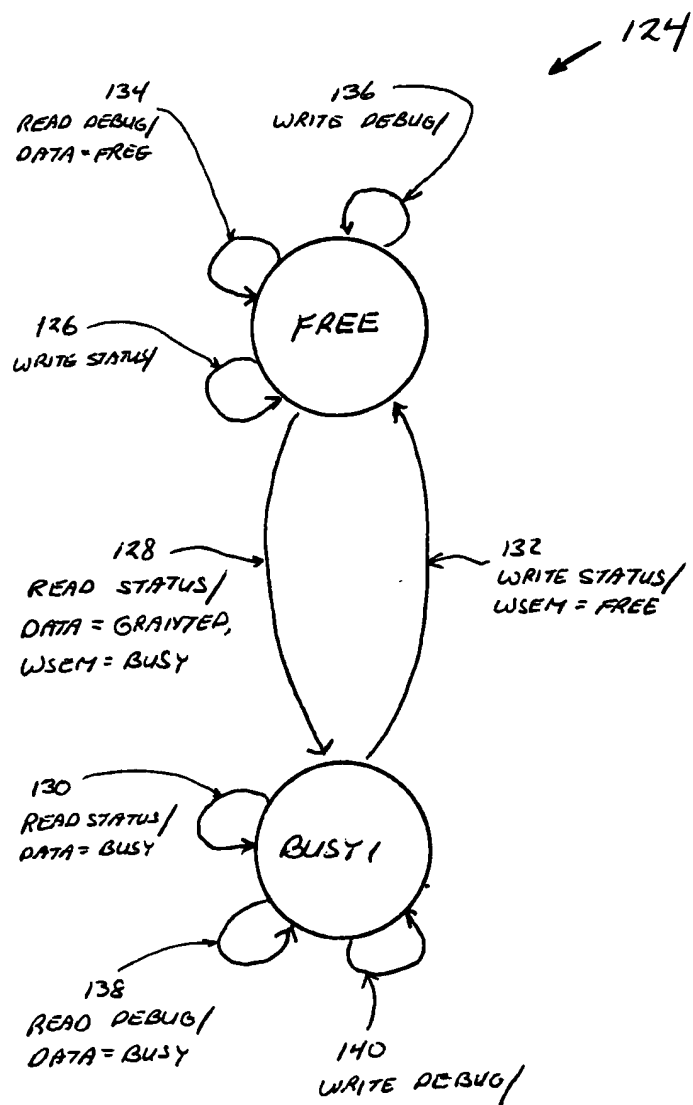 124
134
READ DEBUG/
DATA = FREE
136
WRITE DEBUG/
FREE
126
WRITE STATUS/
128
READ STATUS/
DATA = GRANTED,
WSEM = BUSY
132
WRITE STATUS/
WSEM = FREE
130
READ STATUS/
DATA = BUSY
BUSY 1
138
READ DEBUG/
DATA = BUSY
140
WRITE DEBUG/